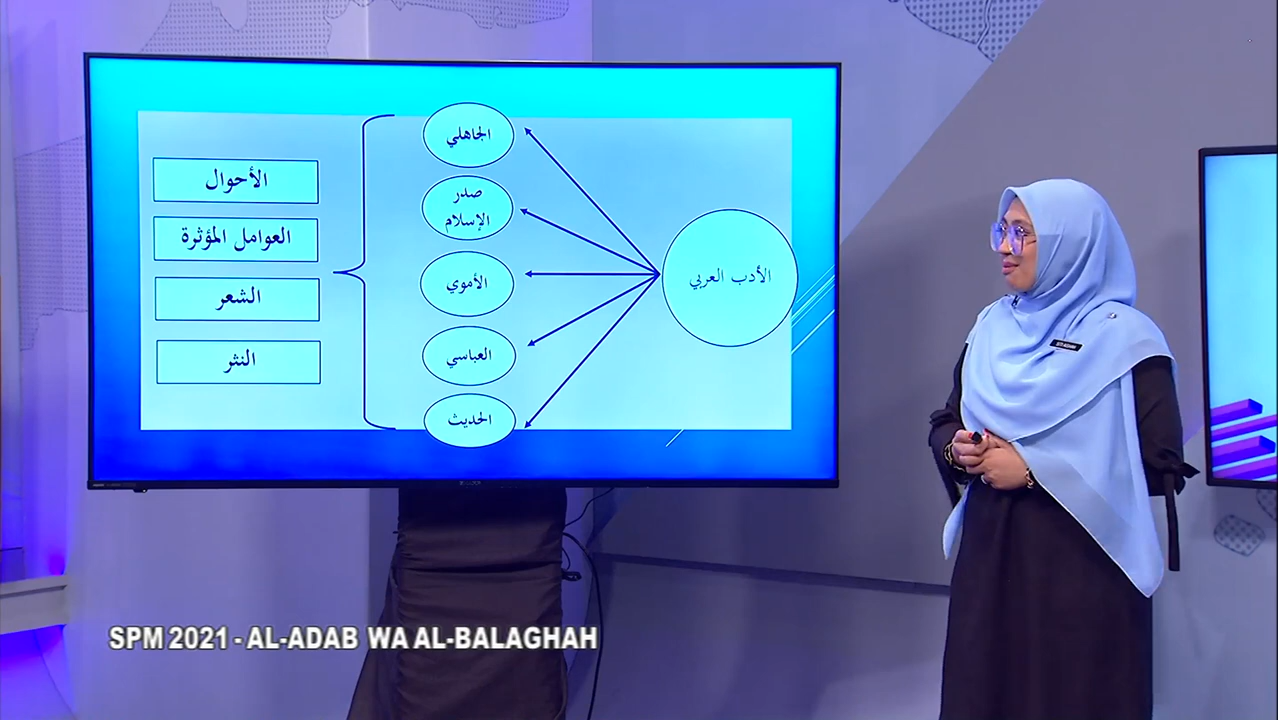 الأدب العربي
الجاهلي
صدر
الإسلام
الأموي
العباسي
الحديث
الأحوال
العوامل المؤثرة
الشعر
النثر
SPM 2021 - AL-ADAB WA AL-BALAGHAH